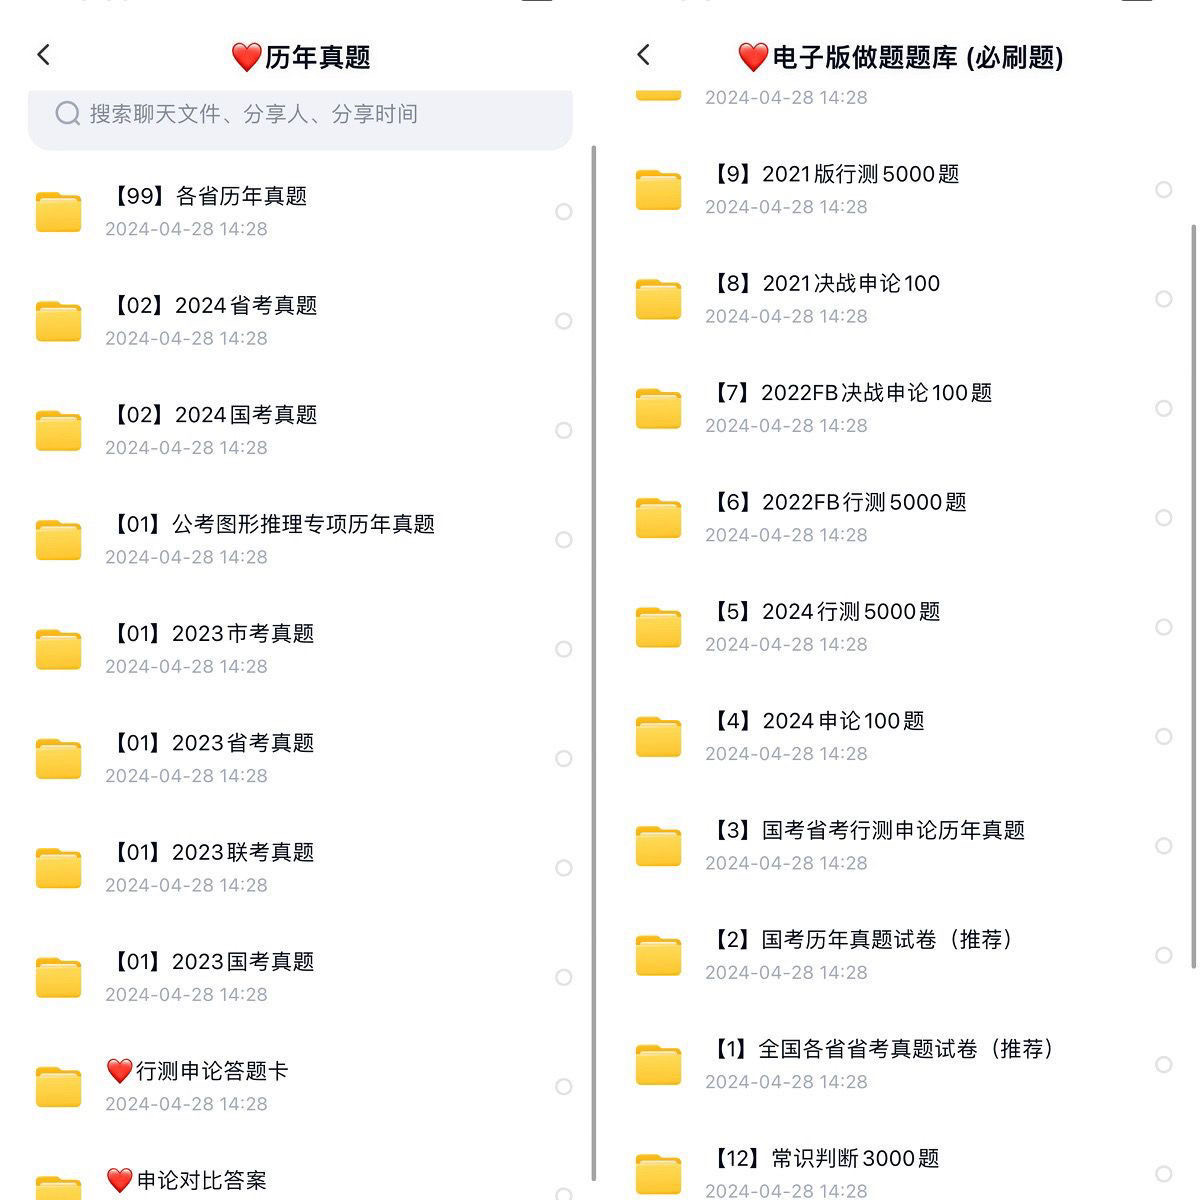 ❤️历年真题
搜索聊天文件、分享人、分享时间
【99】各省历年真题
2024-04-28 14:28
【02】2024省考真题
2024-04-28 14:28
【02】2024国考真题
2024-04-28 14:28
【01】公考图形推理专项历年真题
2024-04-28 14:28
【01】2023市考真题
2024-04-28 14:28
【01】2023省考真题
2024-04-28 14:28
【01】2023联考真题
2024-04-28 14:28
【01】2023国考真题
2024-04-28 14:28
❤️行测申论答题卡
2024-04-28 14:28
❤️申论对比答案
❤️电子版做题题库 (必刷题)
2024-04-28 14:28
【9】2021版行测5000题
2024-04-28 14:28
【8】2021决战申论100
2024-04-28 14:28
【7】2022FB决战申论100题
2024-04-28 14:28
【6】2022FB行测5000题
2024-04-28 14:28
【5】2024行测5000题
2024-04-28 14:28
【4】2024申论100题
2024-04-28 14:28
【3】国考省考行测申论历年真题
2024-04-28 14:28
【2】国考历年真题试卷（推荐）
2024-04-28 14:28
【1】全国各省省考真题试卷（推荐）
2024-04-28 14:28
【12】常识判断3000题
2024-04-28 14:28